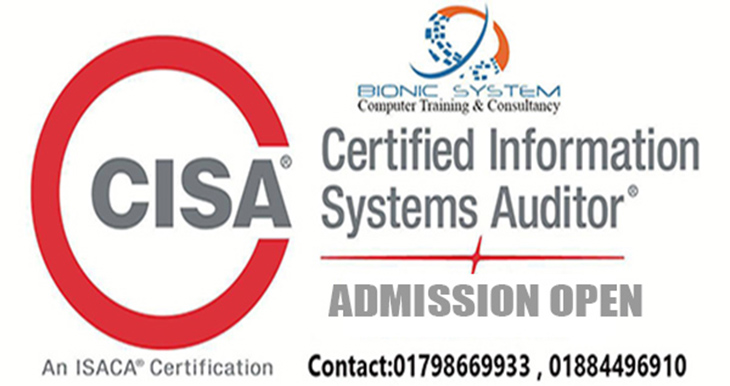 BIONIC SYSTEM
Computer Training & Consultancy
CISA®
Certified Information
Systems Auditor®
ADMISSION OPEN
An ISACA® Certification
Contact:01798669933 , 01884496910